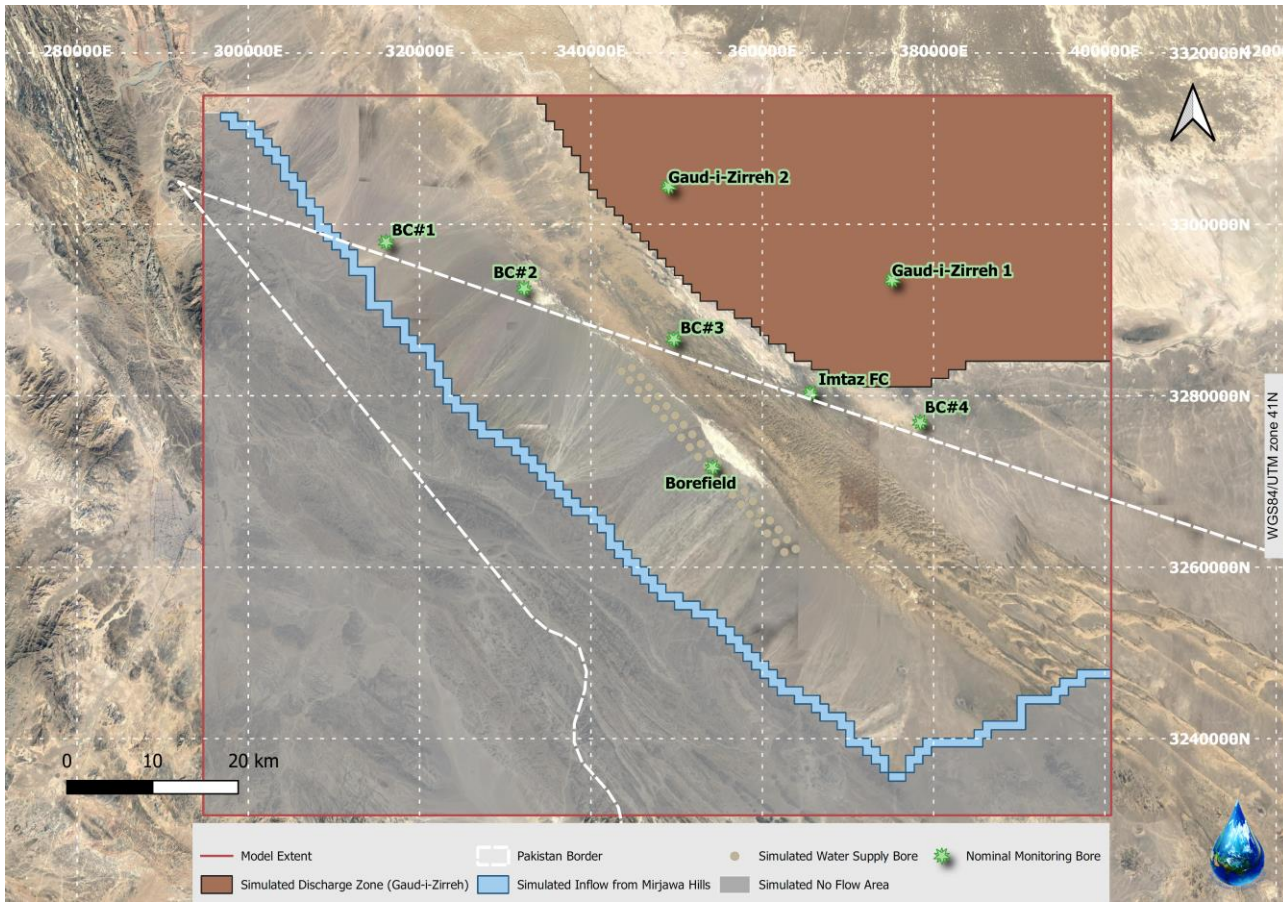 280000E 300000E 320000E 340000E 360000E 380000E 400000E 3320000N
Gaud-i-Zirreh 2
3300000N
BC#1
BC#2
Gaud-i-Zirreh 1
BC#3
Imtaz FC
3280000N
BC#4
Borefield
WGS84/UTM zone 41N
3260000N
3240000N
0 10 20 km
Model Extent
Pakistan Border
Simulated Water Supply Bore
Nominal Monitoring Bore
Simulated Discharge Zone (Gaud-i-Zirreh)
Simulated Inflow from Mirjawa Hills
Simulated No Flow Area